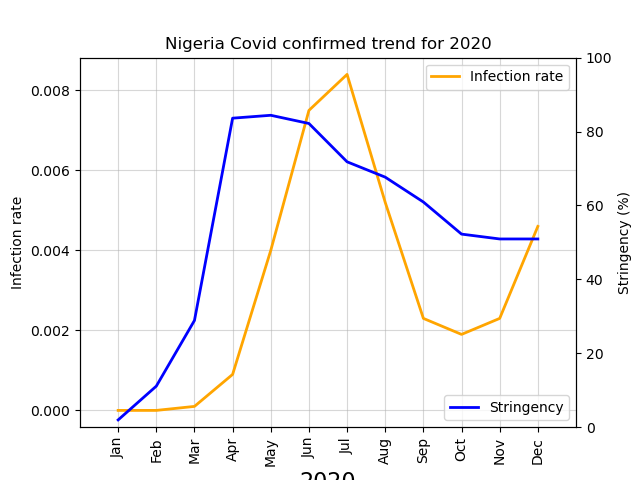 Nigeria Covid confirmed trend for 2020
Infection rate
Stringency
Infection rate
0.008
0.006
0.004
0.002
0.000
100
80
60
40
20
0
Stringency (%)
Jan
Feb
Mar
Apr
May
Jun
Jul
Aug
Sep
Oct
Nov
Dec
2020